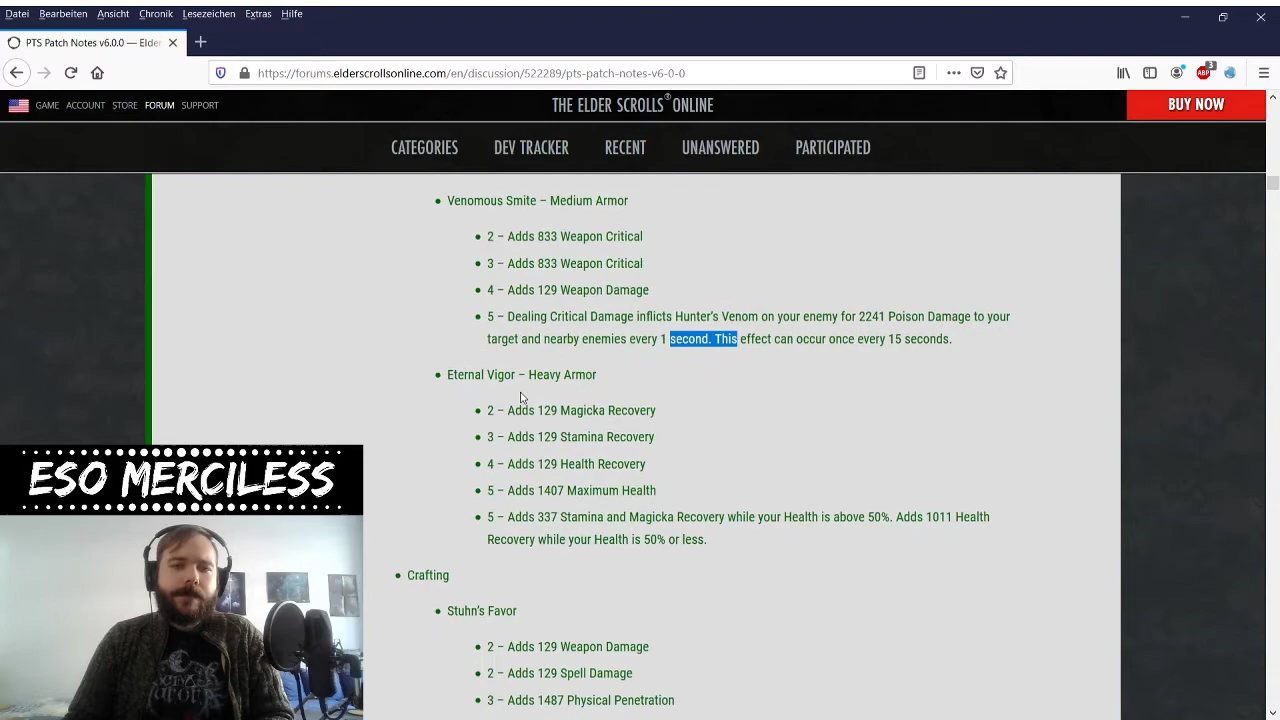 Datei Bearbeiten Ansicht Chronik Lesezeichen Extras Hilfe
PTS Patch Notes v6.0.0 — Elder
https://forums.elderscrollsonline.com/en/discussion/522289/pts-patch-notes-v6-0-0
ABP 3
GAME ACCOUNT STORE FORUM SUPPORT
THE ELDER SCROLLS® ONLINE
BUY NOW
CATEGORIES DEV TRACKER RECENT UNANSWERED PARTICIPATED
Venomous Smite – Medium Armor
2 – Adds 833 Weapon Critical
3 – Adds 833 Weapon Critical
4 – Adds 129 Weapon Damage
5 – Dealing Critical Damage inflicts Hunter's Venom on your enemy for 2241 Poison Damage to your
target and nearby enemies every 1 second. This effect can occur once every 15 seconds.
Eternal Vigor – Heavy Armor
2 – Adds 129 Magicka Recovery
3 – Adds 129 Stamina Recovery
4 – Adds 129 Health Recovery
5 – Adds 1407 Maximum Health
5 – Adds 337 Stamina and Magicka Recovery while your Health is above 50%. Adds 1011 Health
Recovery while your Health is 50% or less.
Crafting
Stuhn's Favor
2 – Adds 129 Weapon Damage
2 – Adds 129 Spell Damage
3 – Adds 1487 Physical Penetration
ESO MERCILESS